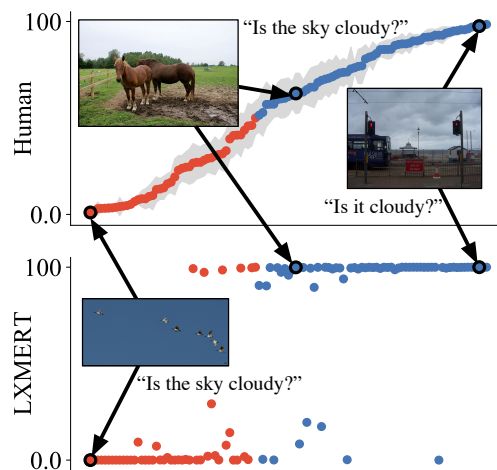 100
“Is the sky cloudy?”
Human
“Is it cloudy?”
0.0
100
LXMERT
“Is the sky cloudy?”
0.0